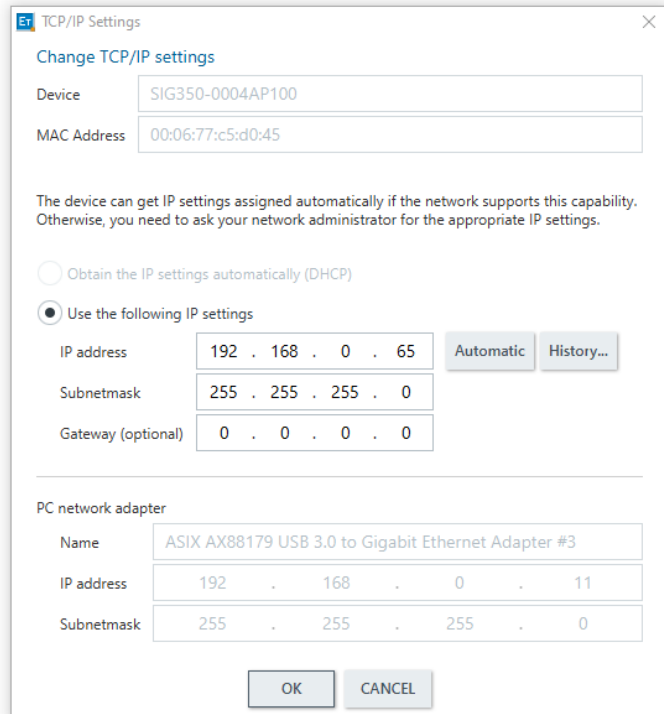 ET TCP/IP Settings
Change TCP/IP settings
Device SIG350-0004AP100
MAC Address 00:06:77:c5:d0:45
The device can get IP settings assigned automatically if the network supports this capability.
Otherwise, you need to ask your network administrator for the appropriate IP settings.
Obtain the IP settings automatically (DHCP)
Use the following IP settings
IP address 192 . 168 . 0 . 65 Automatic History...
Subnetmask 255 . 255 . 255 . 0
Gateway (optional) 0 . 0 . 0 . 0
PC network adapter
Name ASIX AX88179 USB 3.0 to Gigabit Ethernet Adapter #3
IP address 192 . 168 . 0 . 11
Subnetmask 255 . 255 . 255 . 0
OK CANCEL